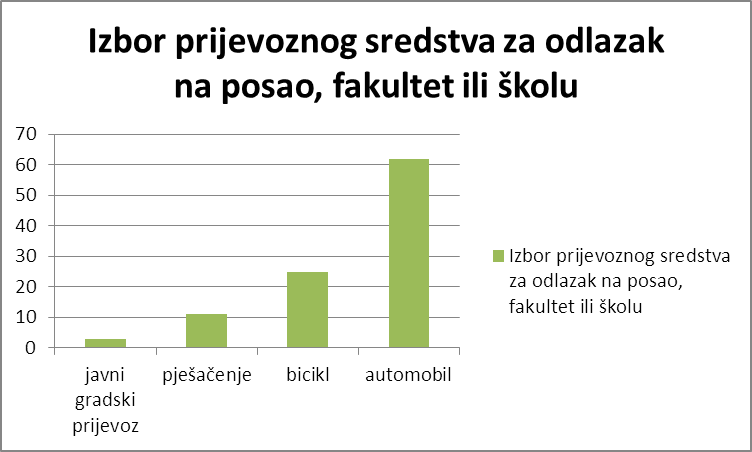 Izbor prijevoznog sredstva za odlazak
na posao, fakultet ili školu
70
60
50
40
30
20
10
0
javni
gradski
prijevoz
pješačenje
bicikl
automobil
Izbor prijevoznog sredstva
za odlazak na posao,
fakultet ili školu